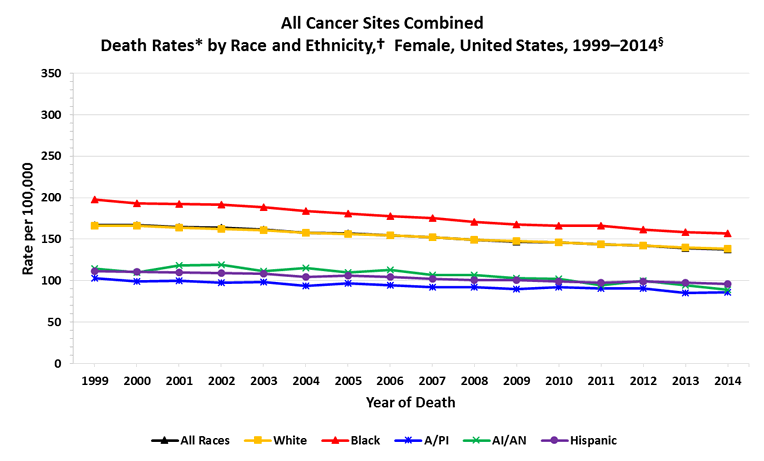 All Cancer Sites Combined
Death Rates* by Race and Ethnicity,† Female, United States, 1999–2014§
350
300
250
200
150
100
50
0
Rate per 100,000
1999 2000 2001 2002 2003 2004 2005 2006 2007 2008 2009 2010 2011 2012 2013 2014
Year of Death
All Races White Black A/PI AI/AN Hispanic